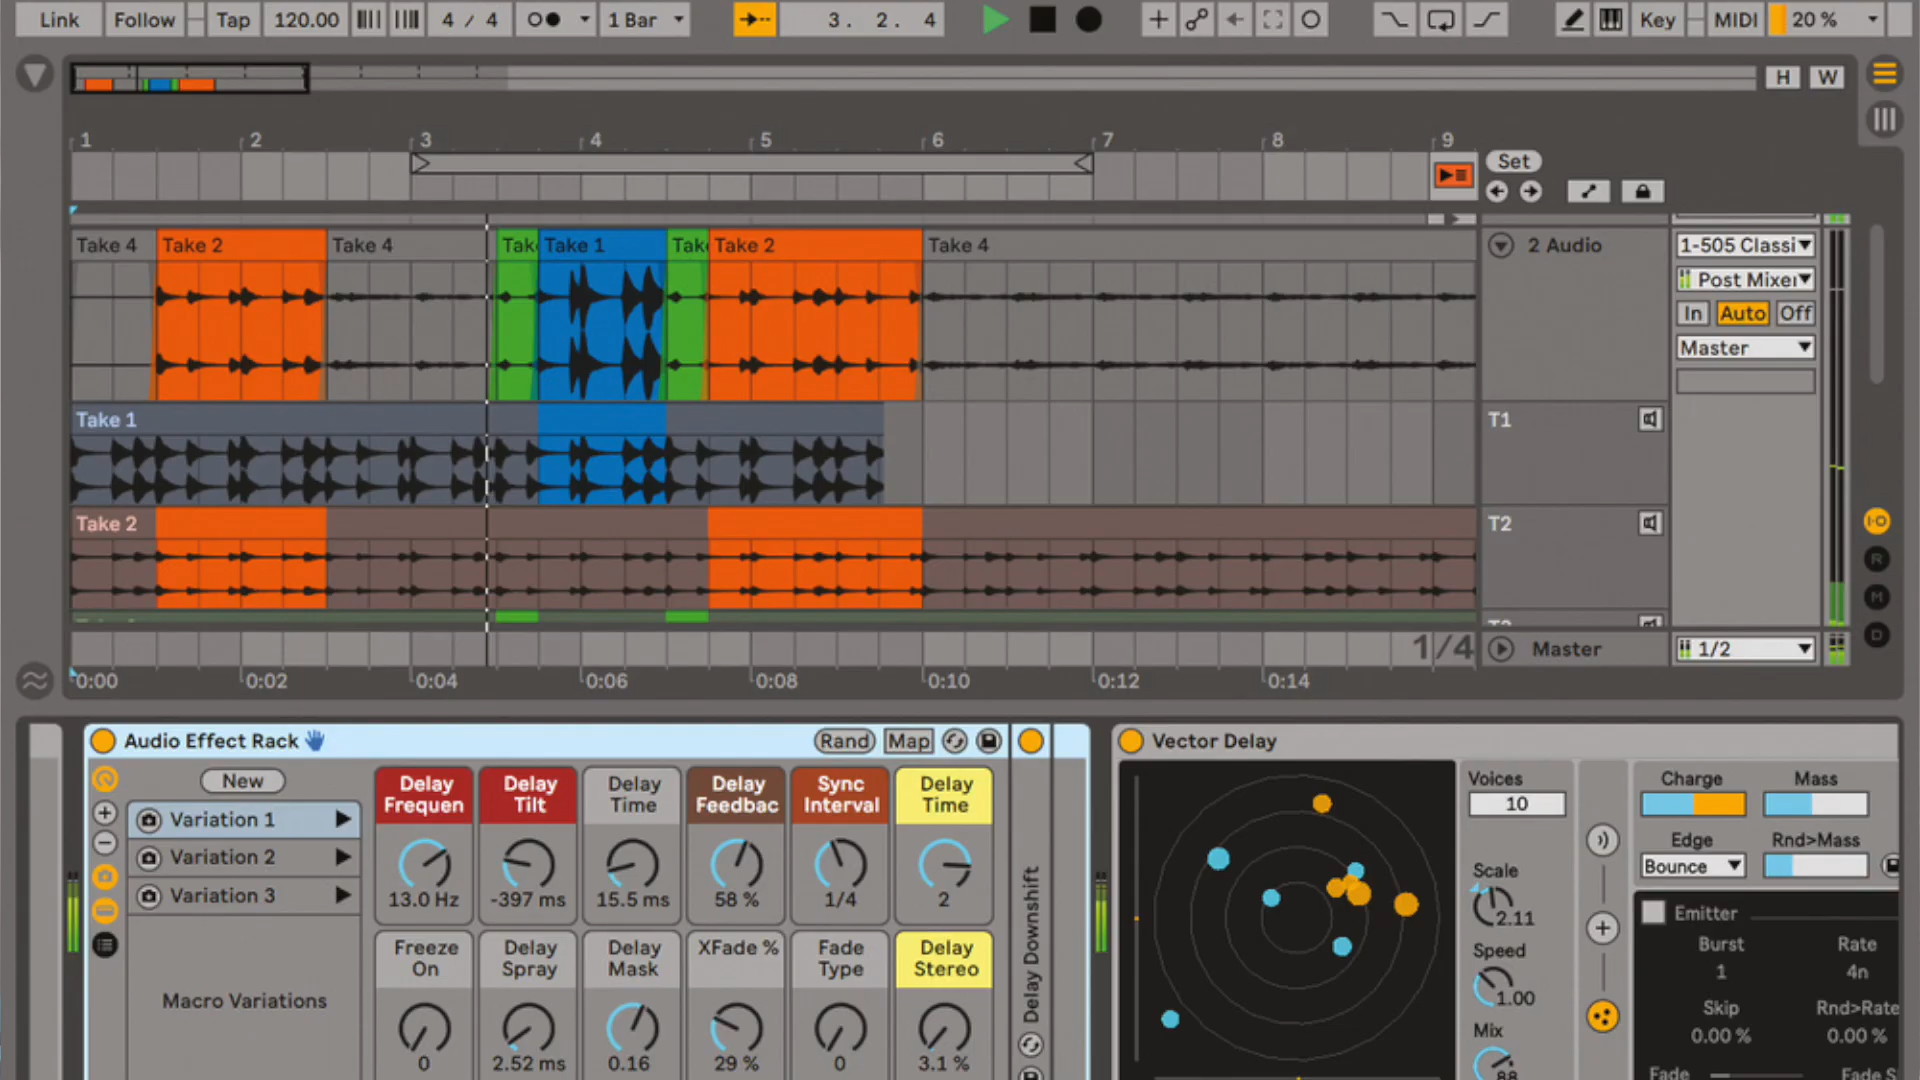 Link Follow Tap 120.00 4 / 4 1 Bar 3. 2. 4 Key MIDI 20 %
H W
1 2 3 4 5 6 7 8 9
Set
Take 4 Take 2 Take 4 Take 1 Take 2 Take 4
2 Audio
1-505 Classi
Post Mixer
In Auto Off
Master
Take 1
T1
Take 2
T2
1/4
Master
1/2
I·O
R
M
D
0:00 0:02 0:04 0:06 0:08 0:10 0:12 0:14
Audio Effect Rack Rand Map
New
Variation 1
Variation 2
Variation 3
Macro Variations
Delay Frequen
13.0 Hz
Delay Tilt
-397 ms
Delay Time
15.5 ms
Delay Feedbac
58 %
Sync Interval
1/4
Delay Time
2
Freeze On
0
Delay Spray
2.52 ms
Delay Mask
0.16
XFade %
29 %
Fade Type
0
Delay Stereo
3.1 %
Delay Downshift
Vector Delay
Voices
10
Scale
2.11
Speed
1.00
Mix
88
Charge Mass
Edge Rnd>Mass
Bounce
Emitter
Burst Rate
1 4n
Skip Rnd>Rate
0.00 % 0.00 %
Fade Fade S